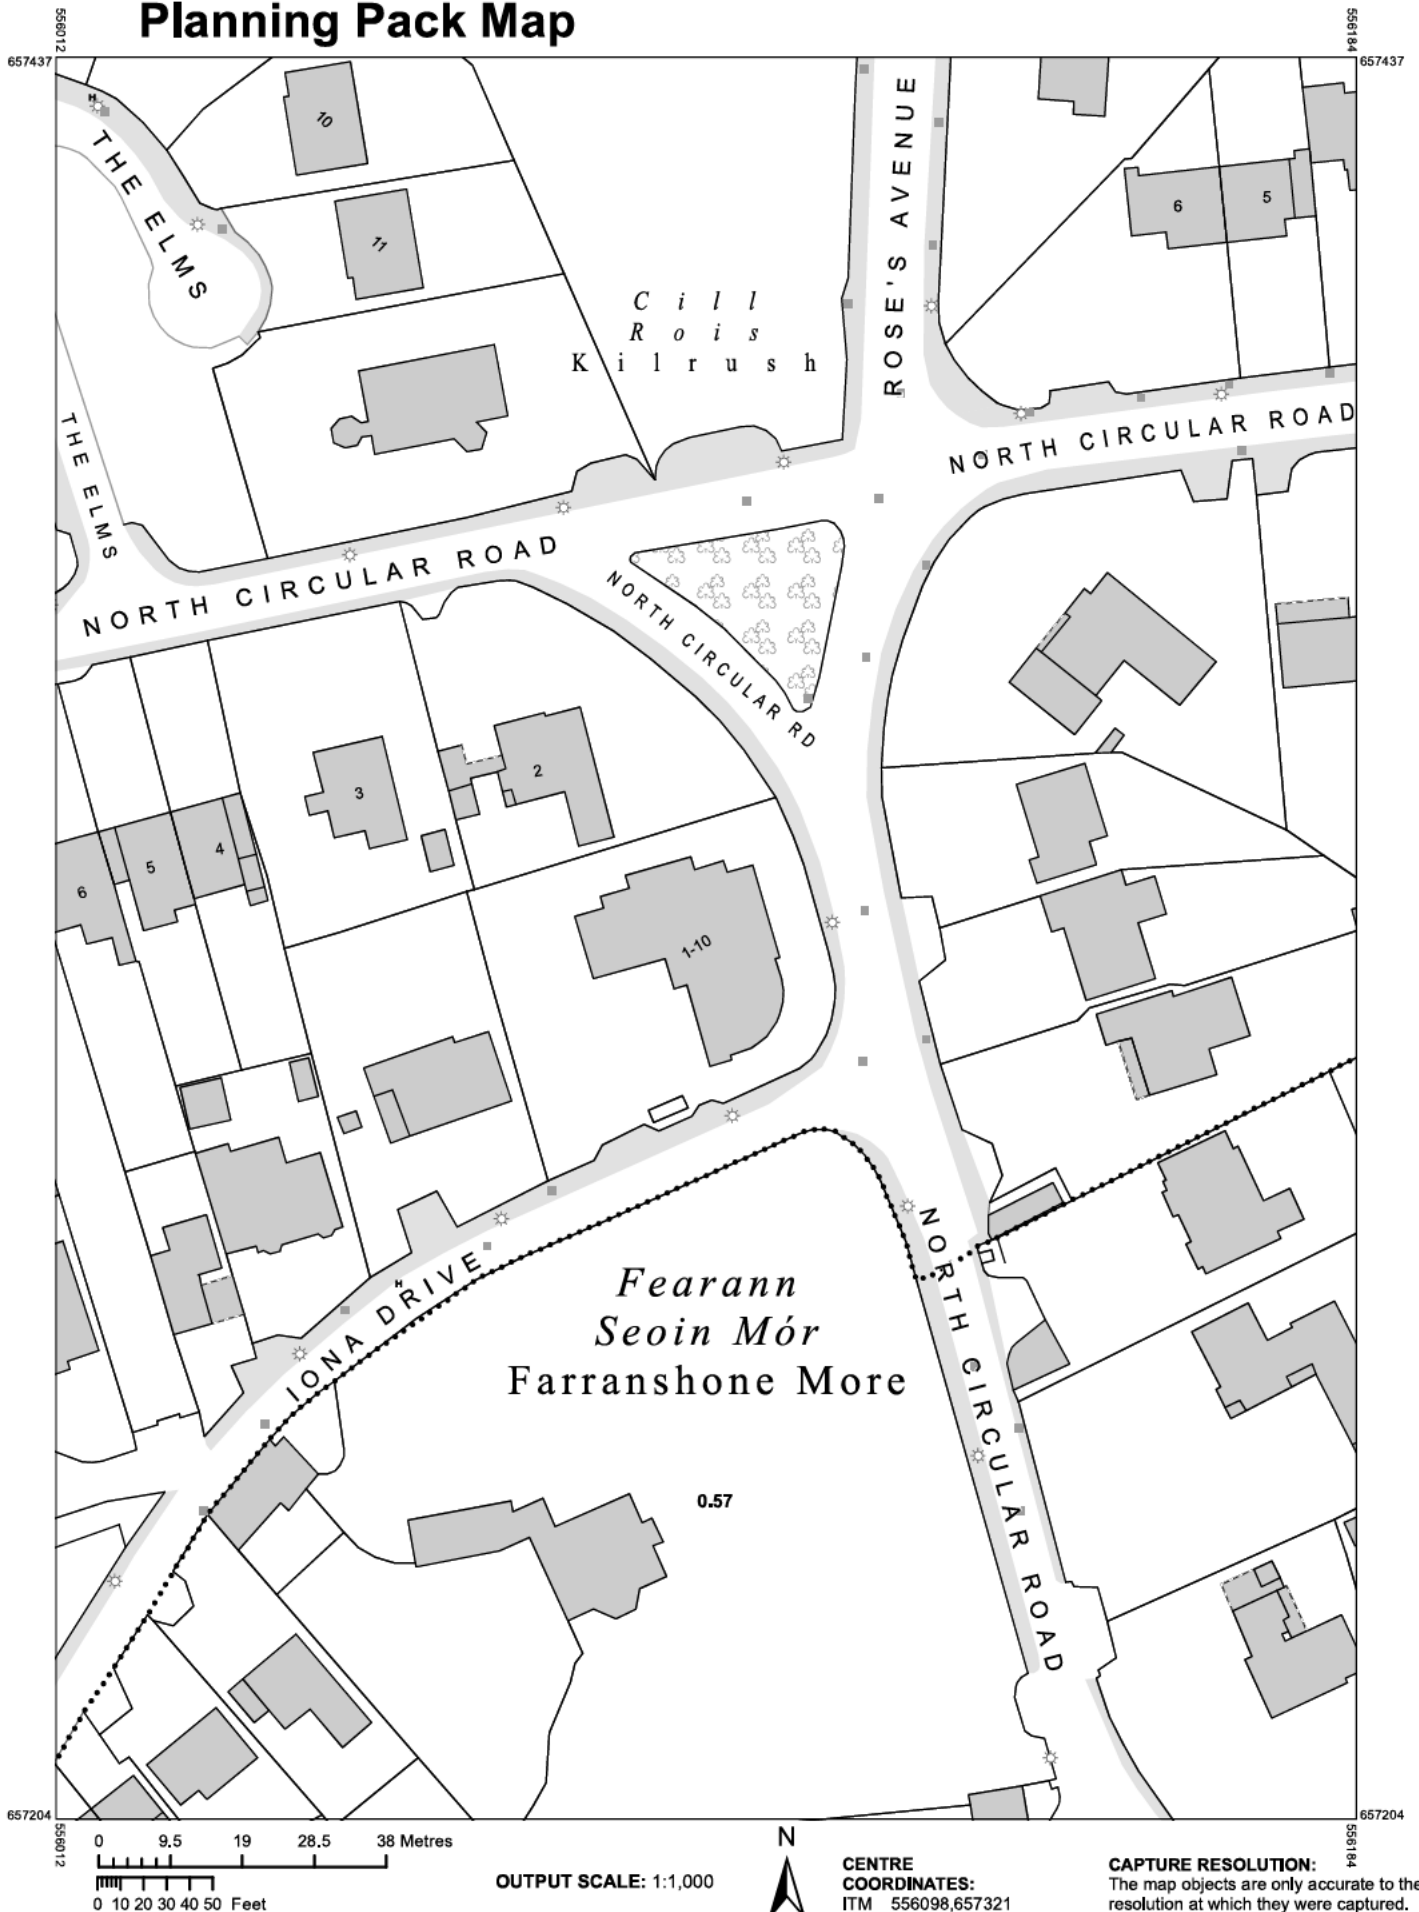 Planning Pack Map
556012
556184
657437
657437
H
THE ELMS
10
11
Cill
Rois
Kilrush
ROSE'S AVENUE
6
5
THE ELMS
NORTH CIRCULAR ROAD
NORTH CIRCULAR ROAD
NORTH CIRCULAR RD
3
2
4
5
6
1-10
H
IONA DRIVE
Fearann
Seoin Mór
Farranshone More
0.57
NORTH CIRCULAR ROAD
657204
657204
556012
556184
0 9.5 19 28.5 38 Metres
0 10 20 30 40 50 Feet
OUTPUT SCALE: 1:1,000
N
CENTRE
COORDINATES:
ITM 556098,657321
CAPTURE RESOLUTION:
The map objects are only accurate to the
resolution at which they were captured.